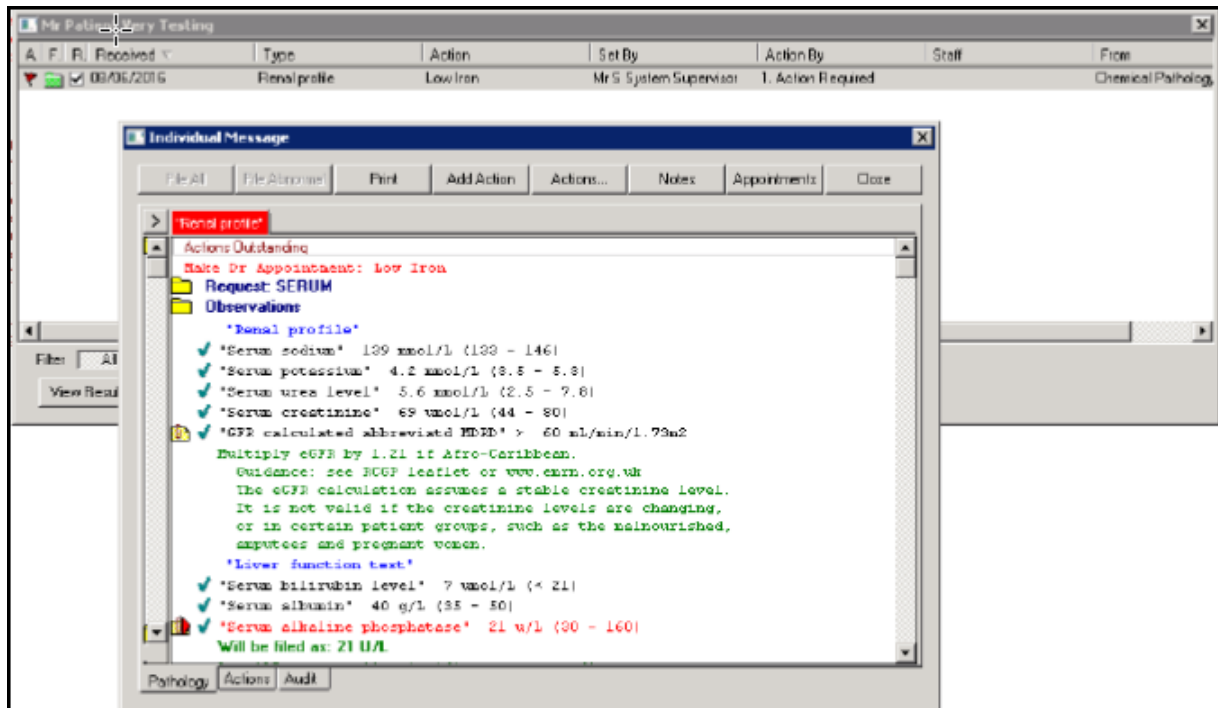 Mr Patient Very Testing
A F. R. Received Type Action Set By Action By Staff From
08/06/2016 Renal profile Low Iron Mr S System Supervisor 1. Action Required Chemical Patholog
Individual Message
File All File Abnormal Print Add Action Actions... Notes Appointments Close
> "Renal profile"
Actions Outstanding
Make Dr Appointment: Low Iron
Request: SERUM
Observations
"Renal profile"
"Serum sodium" 139 mmol/L (133 - 146)
"Serum potassium" 4.2 mmol/L (3.5 - 5.3)
"Serum urea level" 5.6 mmol/L (2.5 - 7.8)
"Serum creatinine" 69 umol/L (44 - 80)
"GFR calculated abbreviatd MDRD" > 60 mL/min/1.73m2
Multiply eGFR by 1.21 if Afro-Caribbean.
Guidance: see RCGP leaflet or www.emrn.org.uk
The eGFR calculation assumes a stable creatinine level.
It is not valid if the creatinine levels are changing,
or in certain patient groups, such as the malnourished,
amputees and pregnant women.
"Liver function test"
"Serum bilirubin level" 7 umol/L (< 21)
"Serum albumin" 40 g/L (35 - 50)
"Serum alkaline phosphatase" 21 u/L (30 - 160)
Will be filed as: 21 U/L
Pathology Actions Audit
Filter All
View Resul